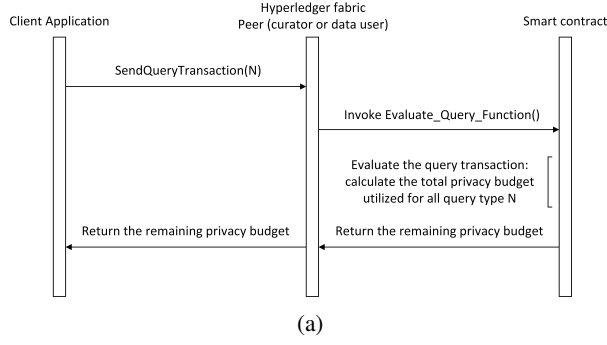 Client Application
Hyperledger fabric
Peer (curator or data user)
Smart contract
SendQueryTransaction(N)
Invoke Evaluate_Query_Function()
Evaluate the query transaction:
calculate the total privacy budget
utilized for all query type N
Return the remaining privacy budget
Return the remaining privacy budget
(a)